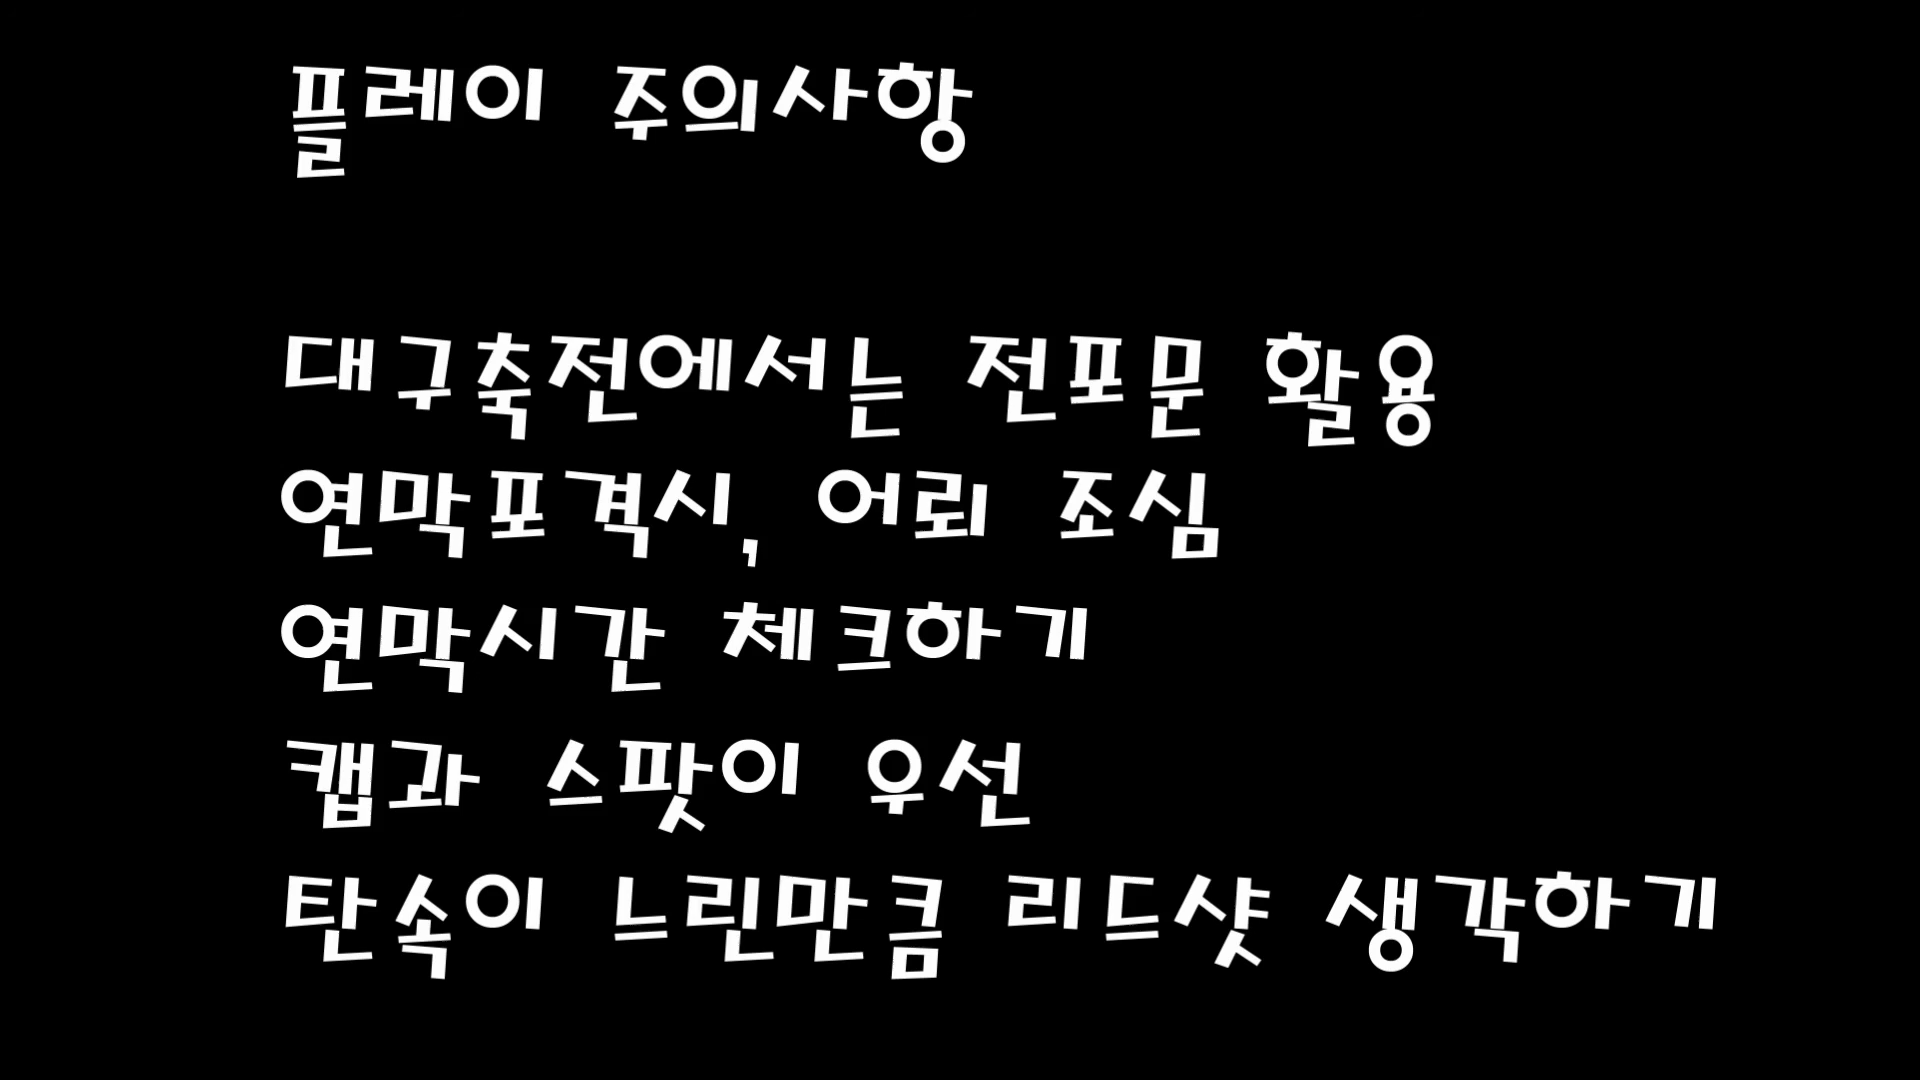 플레이 주의사항
대구축전에서는 전포문 활용
연막포격시, 어뢰 조심
연막시간 체크하기
캡과 스팟이 우선
탄속이 느린만큼 리드샷 생각하기